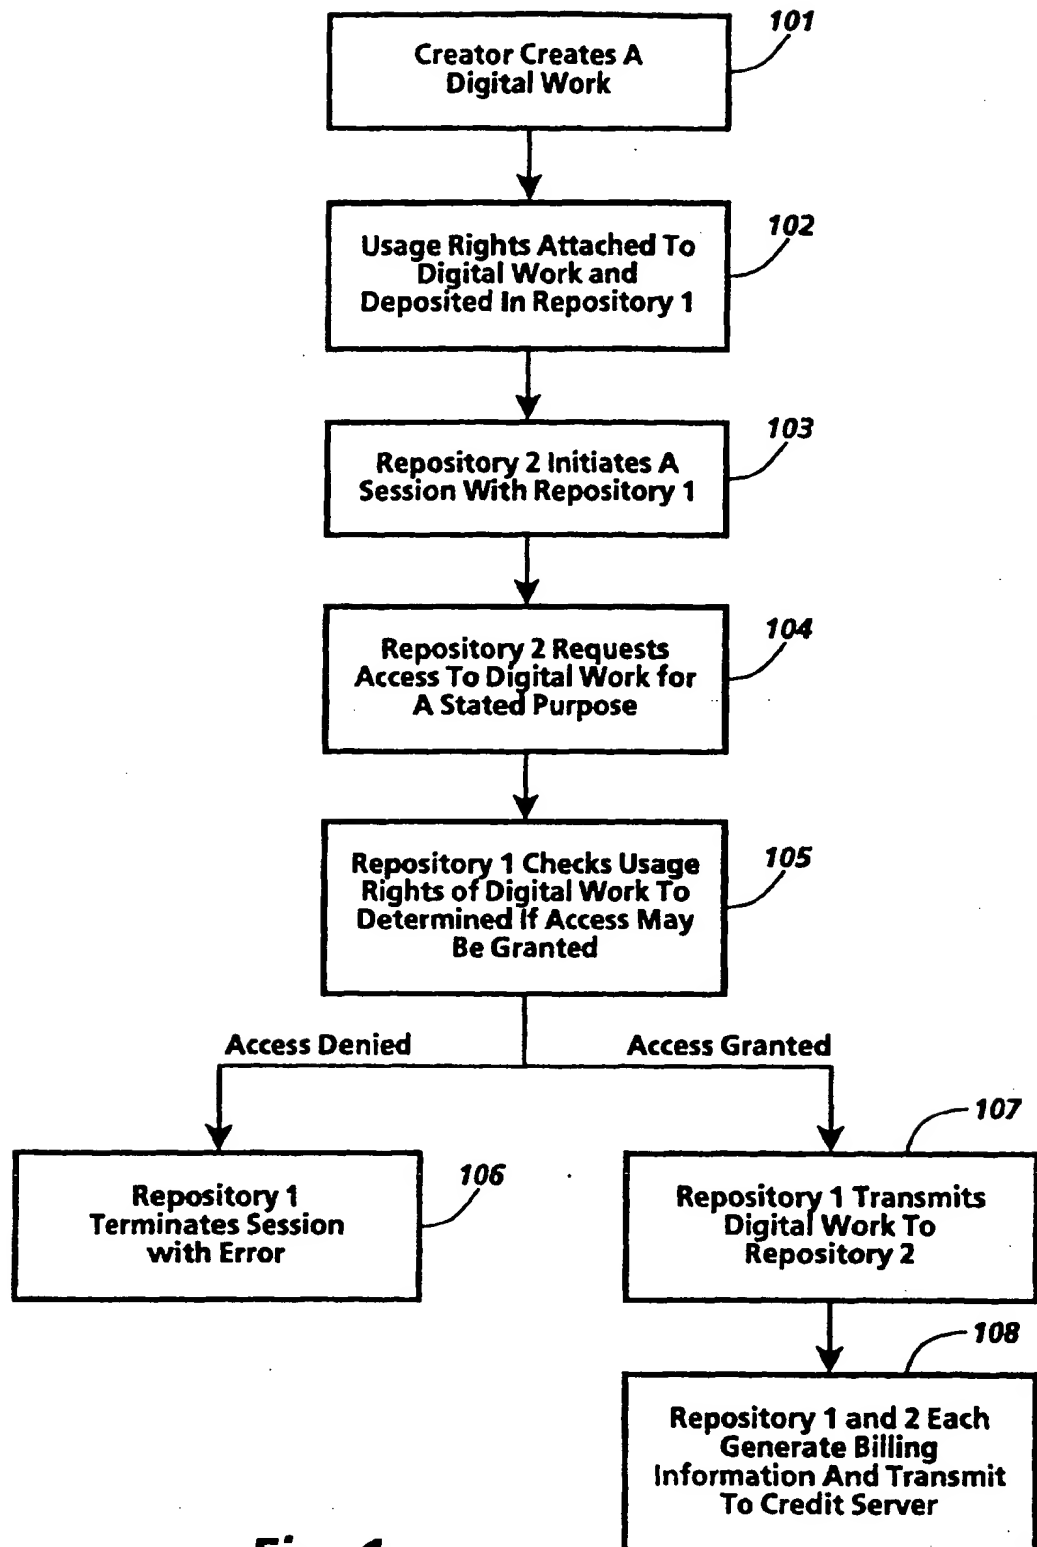 101
Creator Creates A
Digital Work
102
Usage Rights Attached To
Digital Work and
Deposited In Repository 1
103
Repository 2 Initiates A
Session With Repository 1
104
Repository 2 Requests
Access To Digital Work for
A Stated Purpose
105
Repository 1 Checks Usage
Rights of Digital Work To
Determined If Access May
Be Granted
Access Denied
Access Granted
106
Repository 1
Terminates Session
with Error
107
Repository 1 Transmits
Digital Work To
Repository 2
108
Repository 1 and 2 Each
Generate Billing
Information And Transmit
To Credit Server